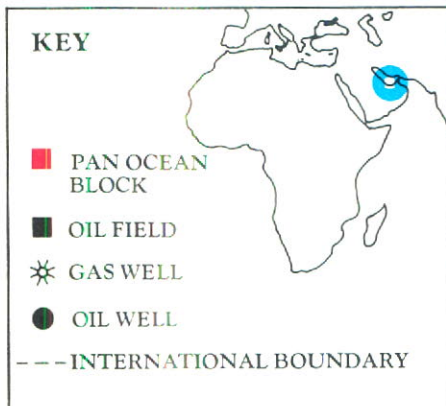 KEY
PAN OCEAN
BLOCK
OIL FIELD
GAS WELL
OIL WELL
INTERNATIONAL BOUNDARY